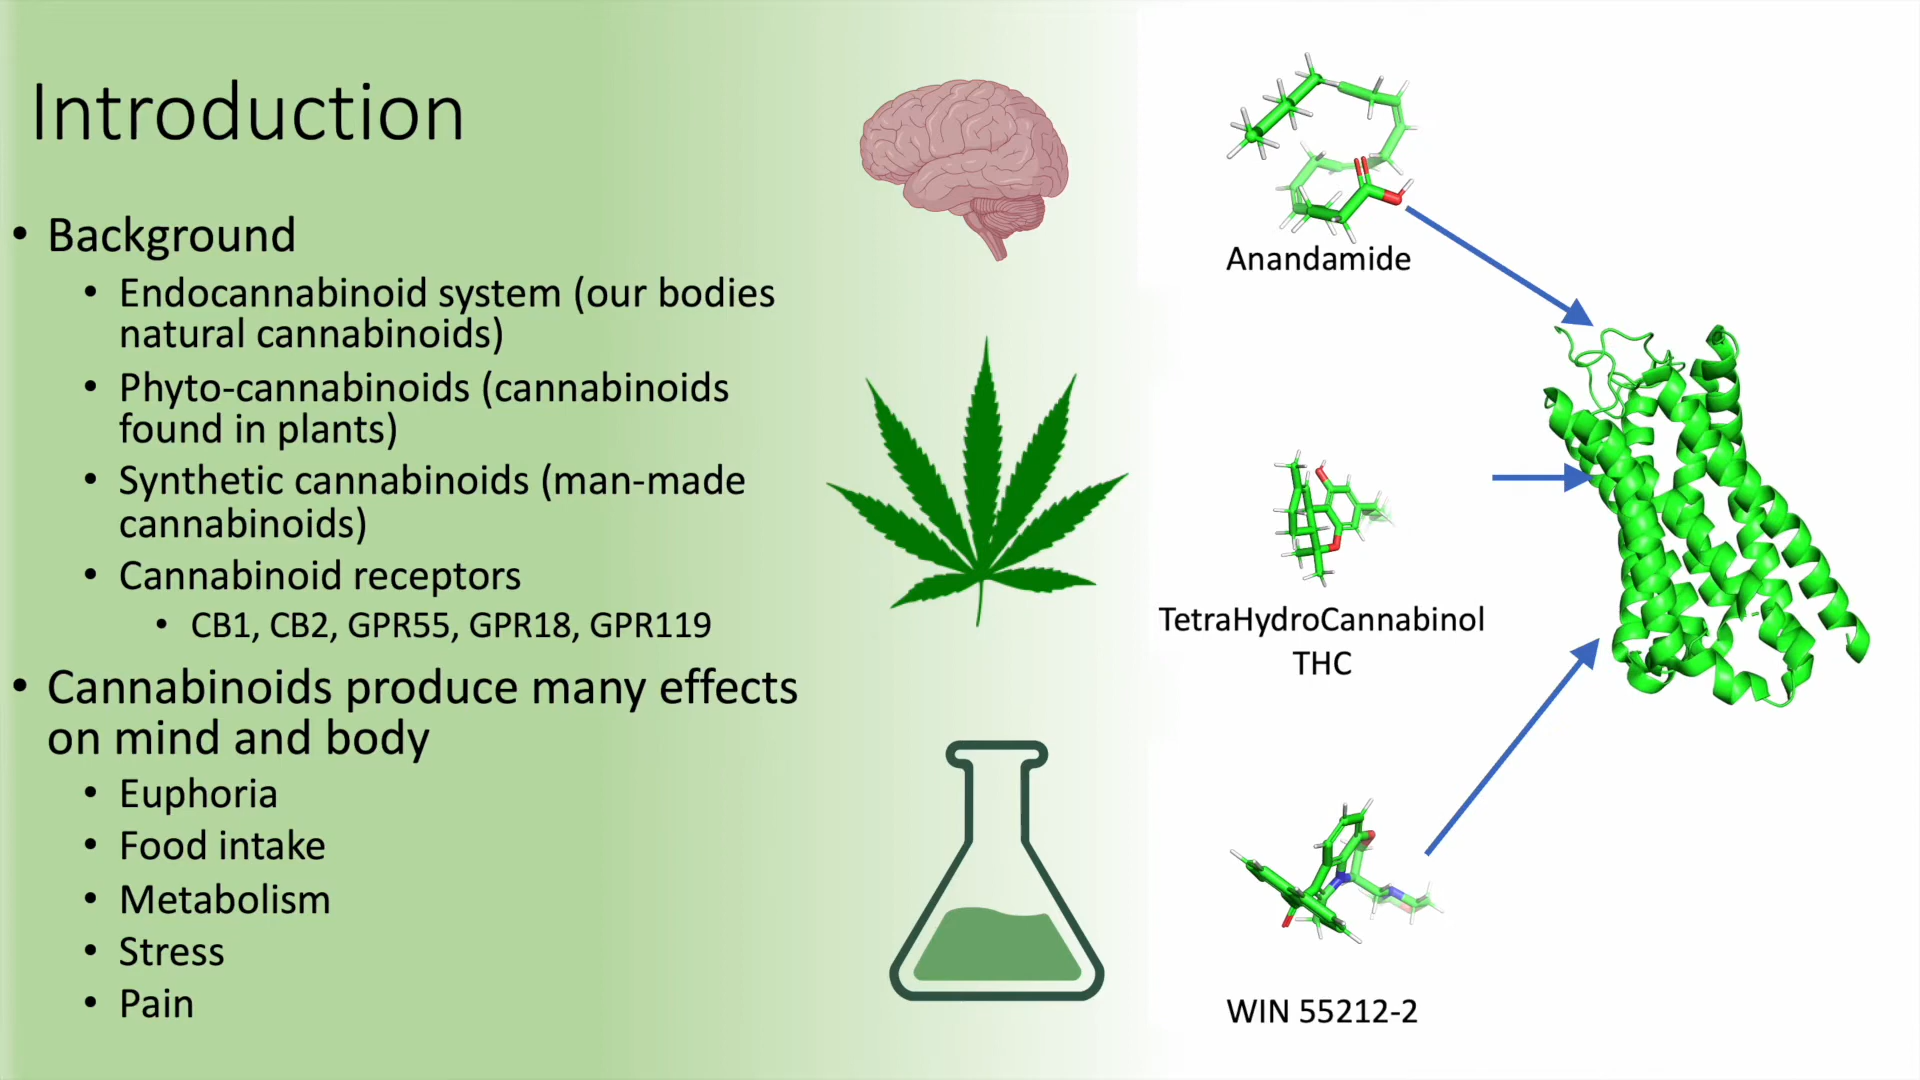 Introduction
• Background
• Endocannabinoid system (our bodies
natural cannabinoids)
• Phyto-cannabinoids (cannabinoids
found in plants)
• Synthetic cannabinoids (man-made
cannabinoids)
• Cannabinoid receptors
• CB1, CB2, GPR55, GPR18, GPR119
• Cannabinoids produce many effects
on mind and body
• Euphoria
• Food intake
• Metabolism
• Stress
• Pain
Anandamide
TetraHydroCannabinol
THC
WIN 55212-2